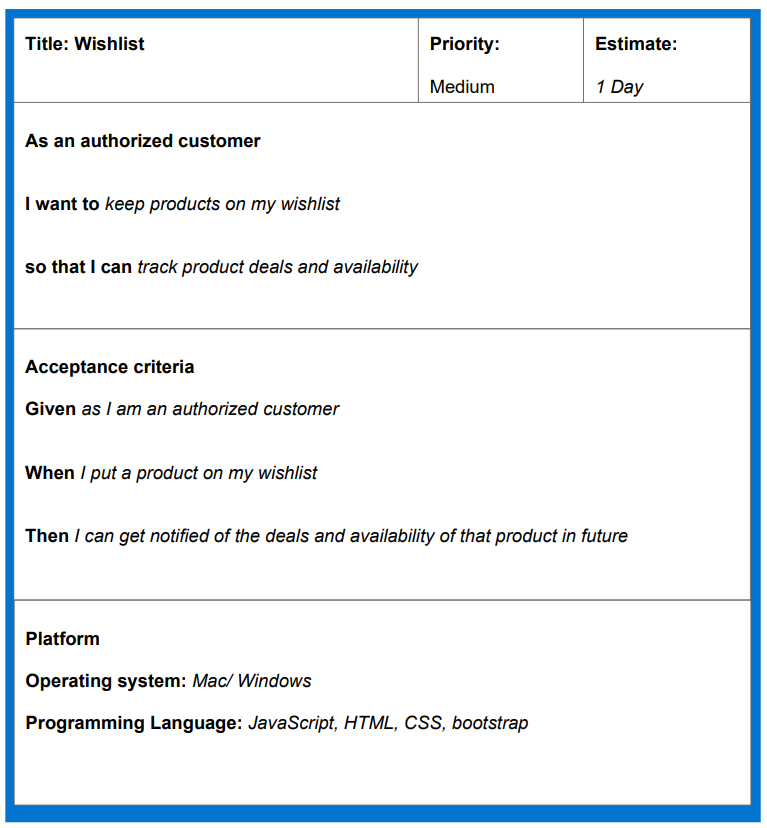 Title: Wishlist
Priority:
Medium
Estimate:
1 Day
As an authorized customer
I want to keep products on my wishlist
so that I can track product deals and availability
Acceptance criteria
Given as I am an authorized customer
When I put a product on my wishlist
Then I can get notified of the deals and availability of that product in future
Platform
Operating system: Mac/ Windows
Programming Language: JavaScript, HTML, CSS, bootstrap